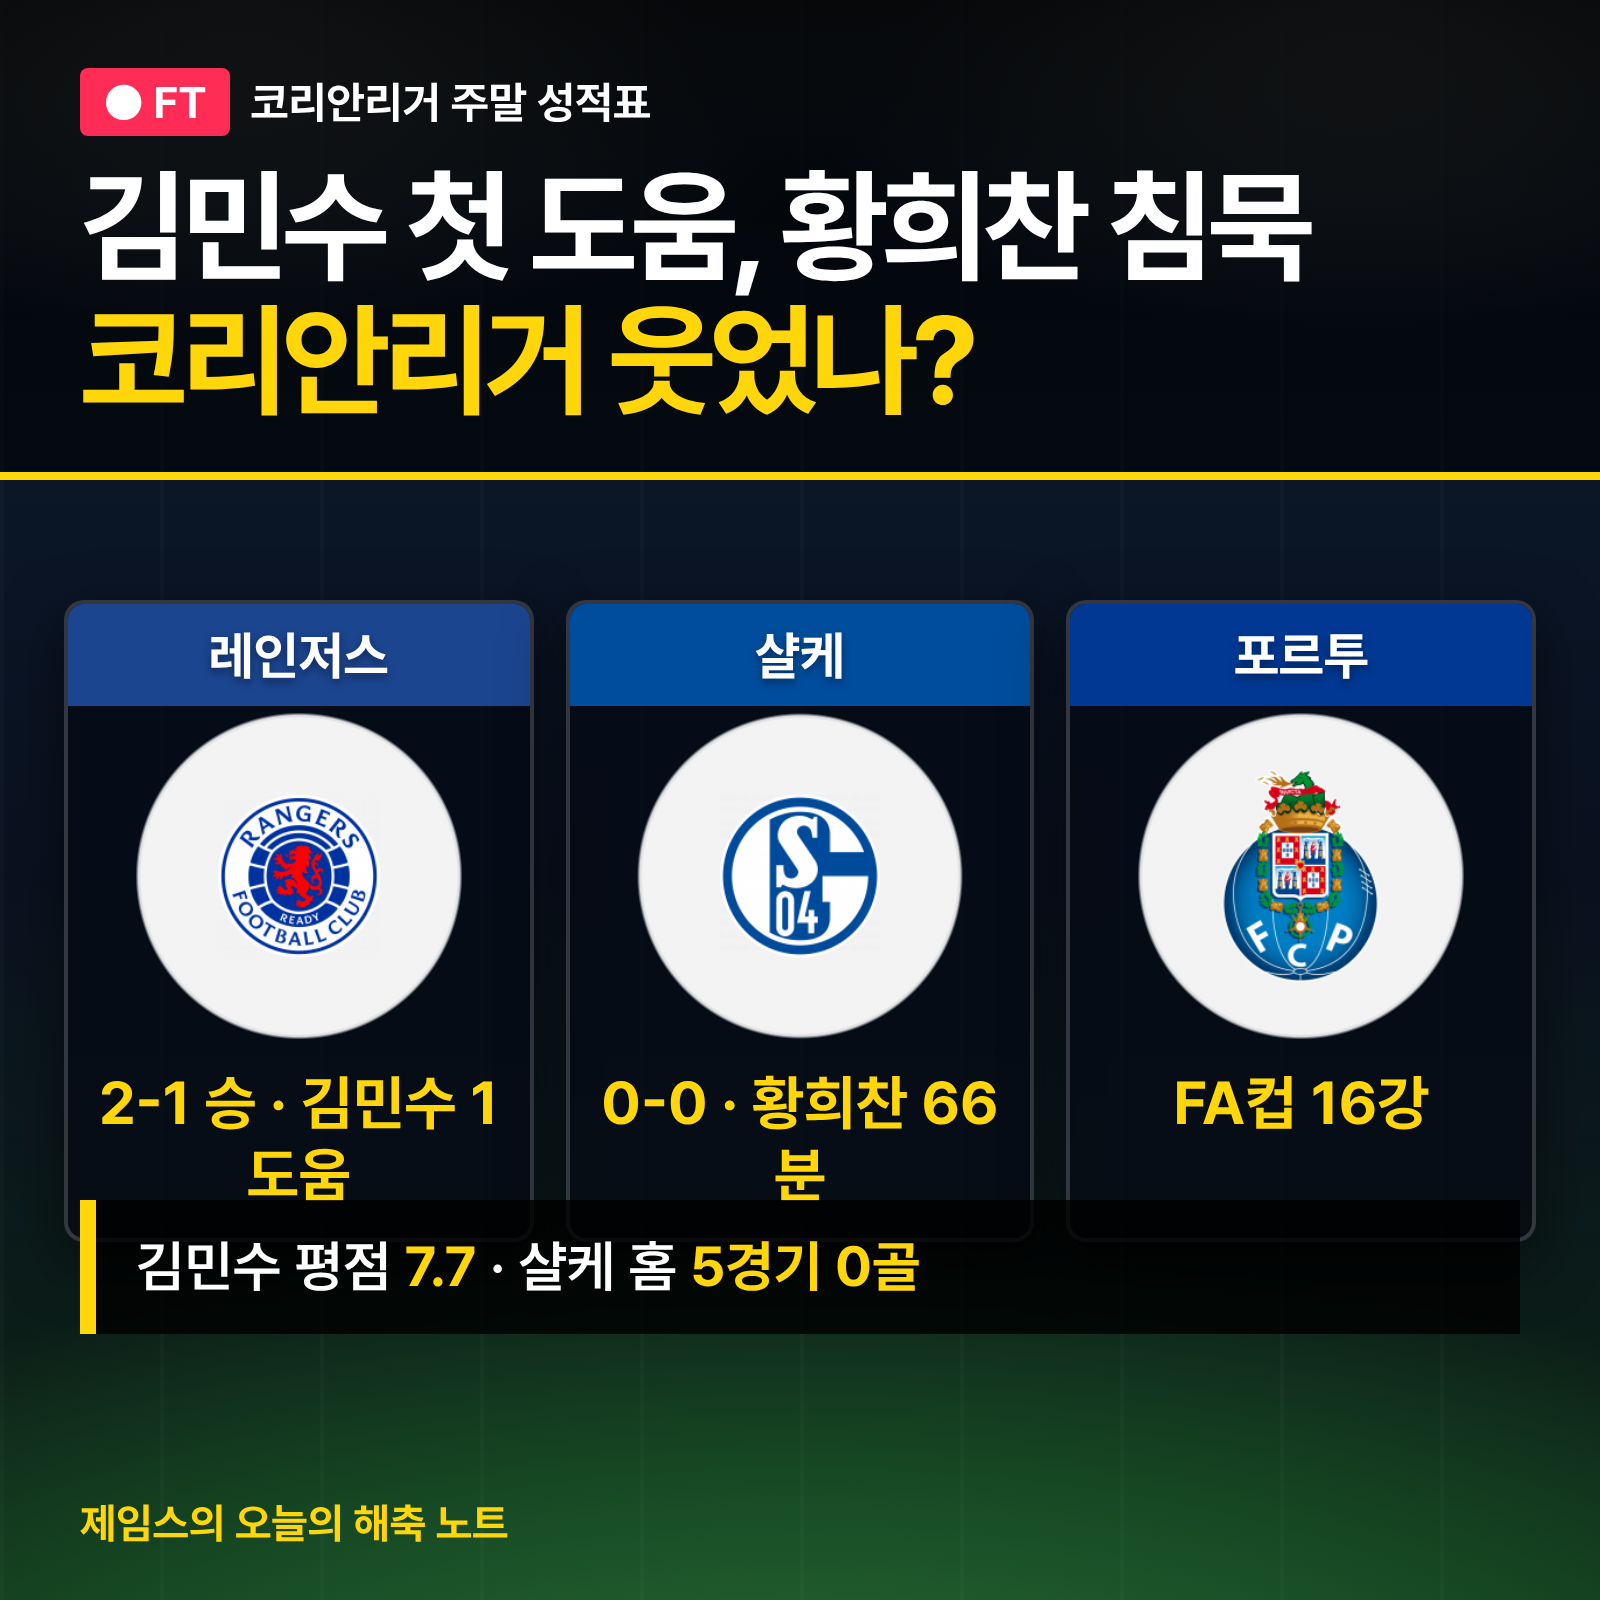 FT 코리안리거 주말 성적표
김민수 첫 도움, 황희찬 침묵
코리안리거 웃었나?
레인저스
RANGERS
FOOTBALL CLUB
READY
2-1 승 · 김민수 1
도움
샬케
S
04
0-0 · 황희찬 66
분
포르투
INVICTA
F C P
FA컵 16강
김민수 평점 7.7 · 샬케 홈 5경기 0골
제임스의 오늘의 해축 노트